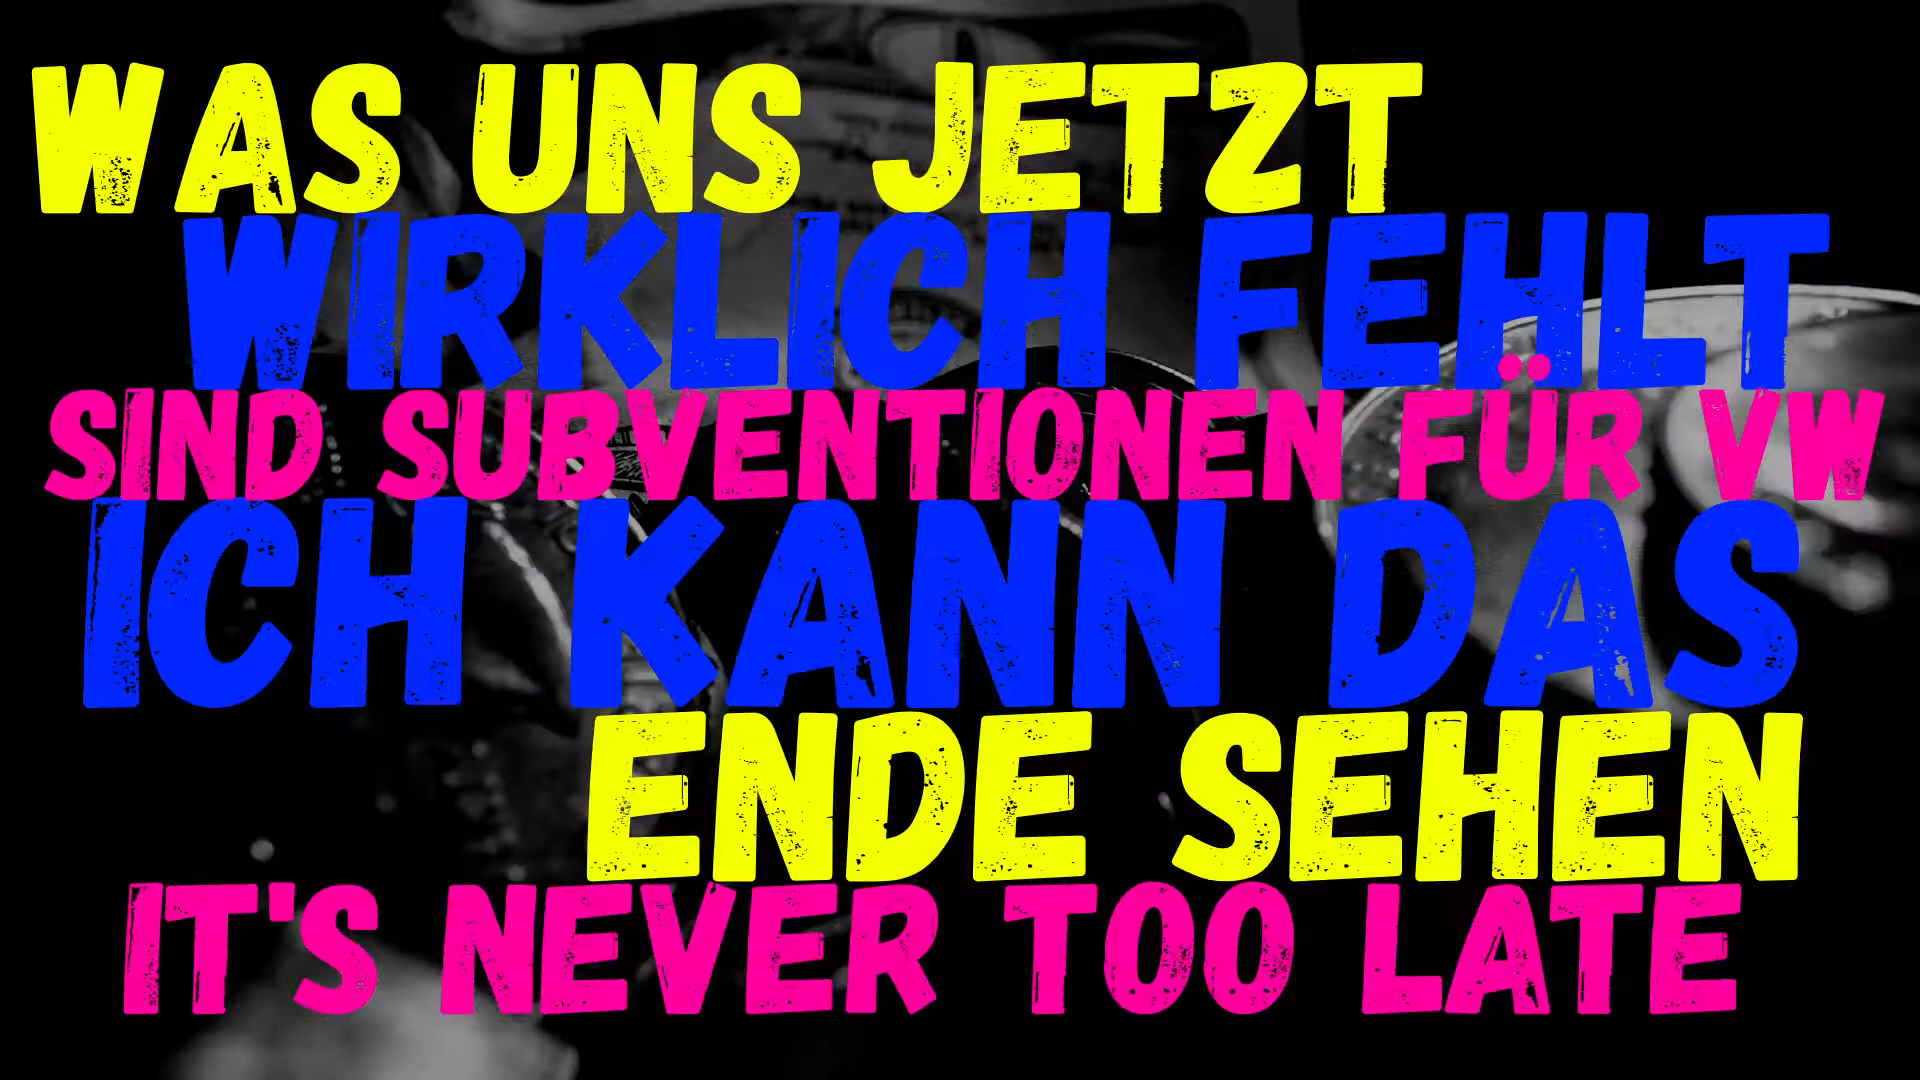 WAS UNS JETZT
WIRKLICH FEHLT
SIND SUBVENTIONEN FÜR VW
ICH KANN DAS
ENDE SEHEN
IT'S NEVER TOO LATE